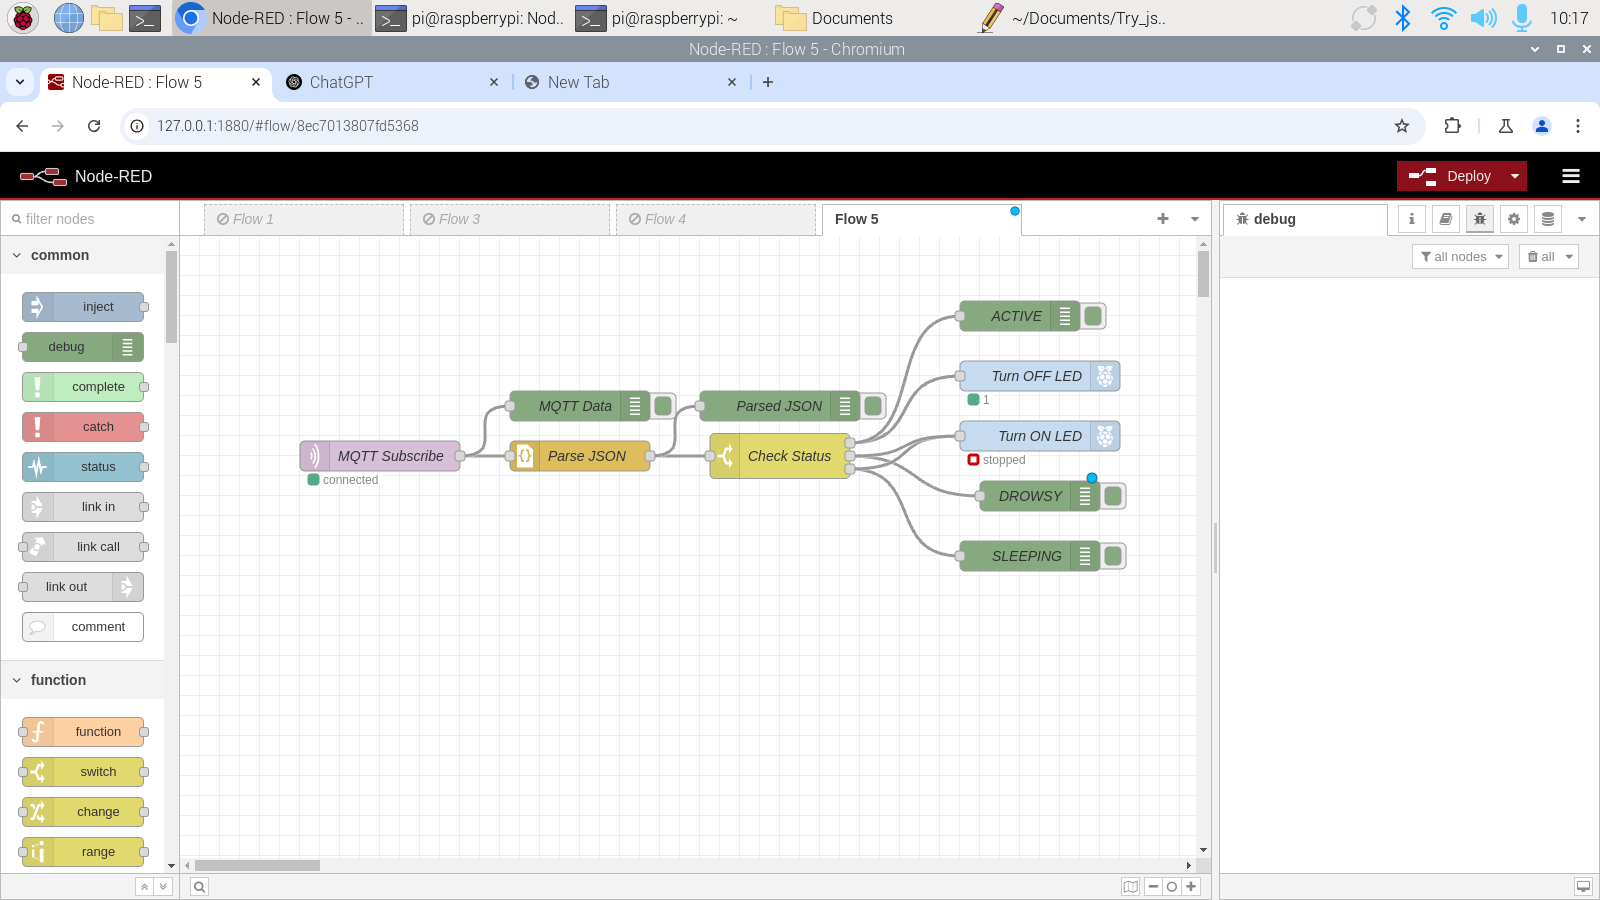 Node-RED : Flow 5 - ..
pi@raspberrypi: Nod..
pi@raspberrypi: ~
Documents
~/Documents/Try_js..
10:17
Node-RED : Flow 5 - Chromium
Node-RED : Flow 5
ChatGPT
New Tab
127.0.0.1:1880/#flow/8ec7013807fd5368
Node-RED
Deploy
filter nodes
Flow 1
Flow 3
Flow 4
Flow 5
debug
all nodes
all
common
inject
debug
complete
catch
status
link in
link call
link out
comment
function
function
switch
change
range
ACTIVE
Turn OFF LED
1
MQTT Data
Parsed JSON
Turn ON LED
stopped
MQTT Subscribe
connected
Parse JSON
Check Status
DROWSY
SLEEPING